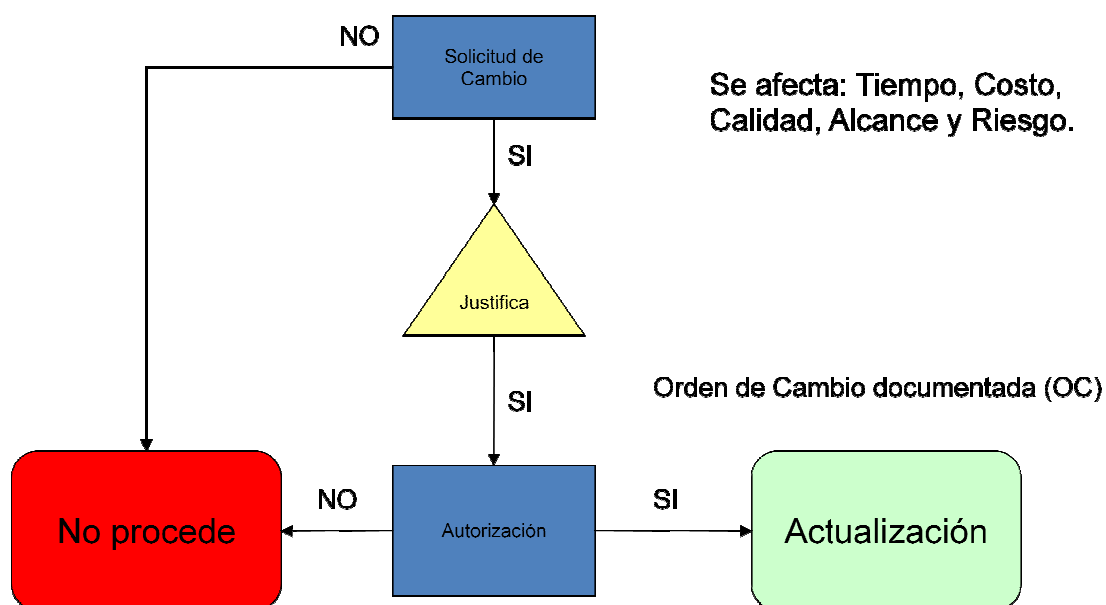 NO
Solicitud de
Cambio
Se afecta: Tiempo, Costo,
Calidad, Alcance y Riesgo.
SI
Justifica
SI
Orden de Cambio documentada (OC)
No procede
NO
Autorización
SI
Actualización